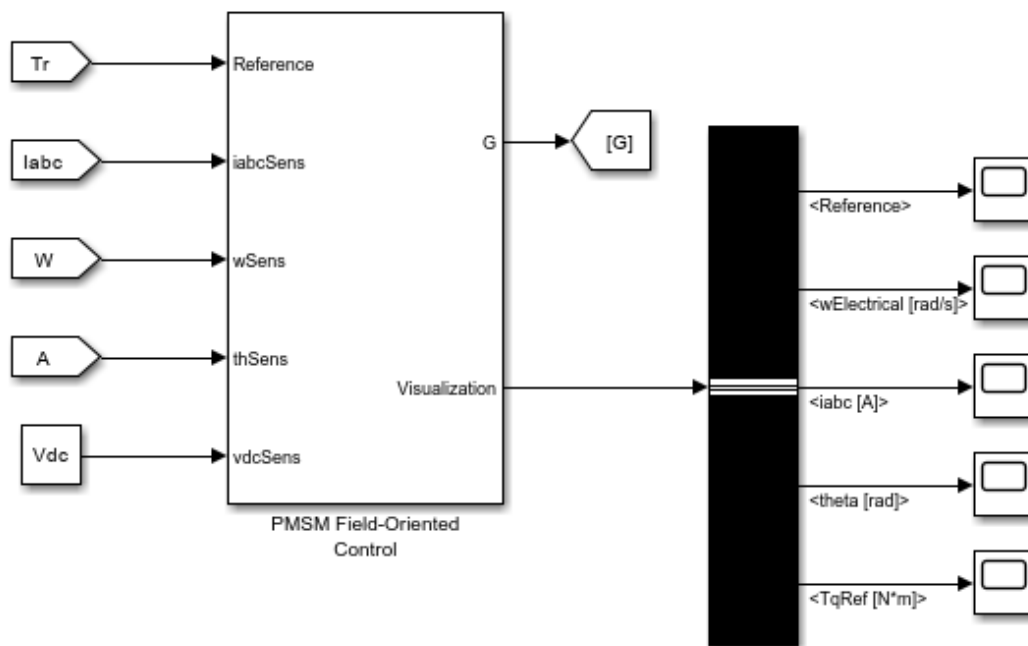 Tr
Reference
Iabc
iabcSens
G
[G]
<Reference>
W
wSens
<wElectrical [rad/s]>
A
thSens
Visualization
<iabc [A]>
Vdc
vdcSens
<theta [rad]>
PMSM Field-Oriented
Control
<TqRef [N*m]>